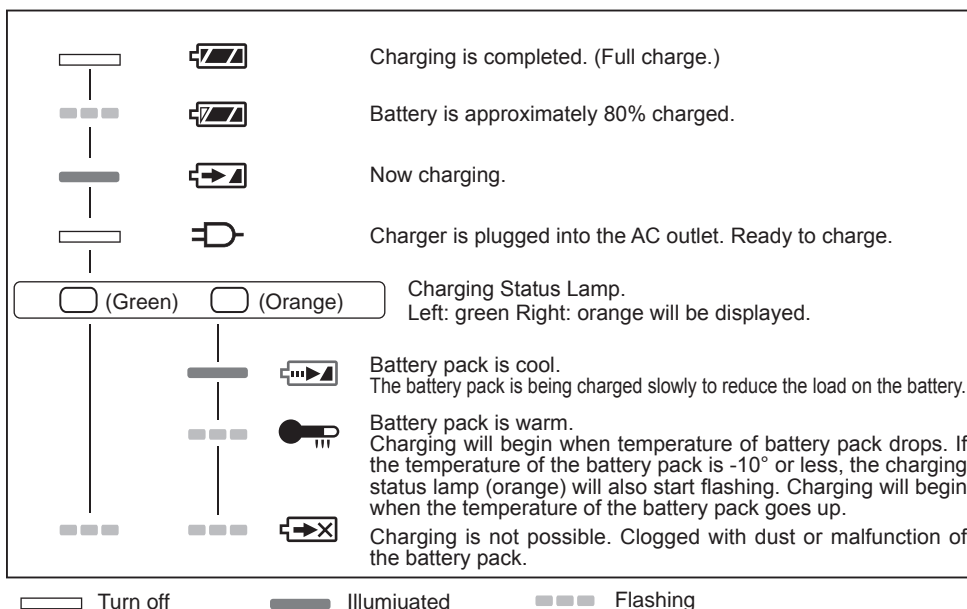 Charging is completed. (Full charge.)
Battery is approximately 80% charged.
Now charging.
Charger is plugged into the AC outlet. Ready to charge.
(Green) (Orange)
Charging Status Lamp.
Left: green Right: orange will be displayed.
Battery pack is cool.
The battery pack is being charged slowly to reduce the load on the battery.
Battery pack is warm.
Charging will begin when temperature of battery pack drops. If
the temperature of the battery pack is -10° or less, the charging
status lamp (orange) will also start flashing. Charging will begin
when the temperature of the battery pack goes up.
Charging is not possible. Clogged with dust or malfunction of
the battery pack.
Turn off Illumiuated Flashing